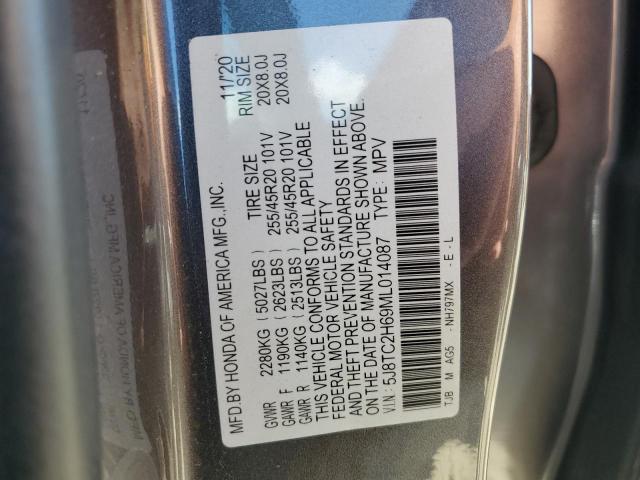 MFD.BY HONDA OF AMERICA MFG.,INC. 11/'20
TIRE SIZE RIM SIZE
GVWR 2280KG (5027LBS)
GAWR F 1190KG (2623LBS) 255/45R20 101V 20X8.0J
GAWR R 1140KG (2513LBS) 255/45R20 101V 20X8.0J
THIS VEHICLE CONFORMS TO ALL APPLICABLE
FEDERAL MOTOR VEHICLE SAFETY
AND THEFT PREVENTION STANDARDS IN EFFECT
ON THE DATE OF MANUFACTURE SHOWN ABOVE.
V.I.N.: 5J8TC2H69ML014087 TYPE: MPV
TJB M AG5 NH797MX - E - L